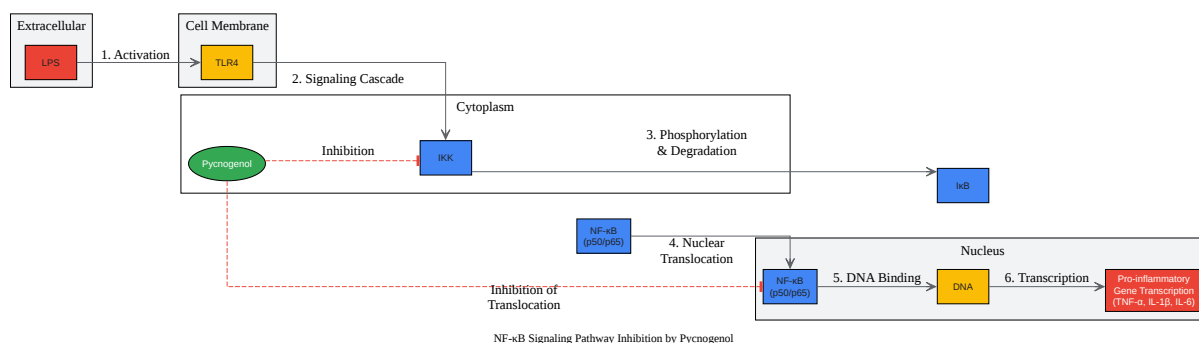 Extracellular
LPS
1. Activation
Cell Membrane
TLR4
2. Signaling Cascade
Cytoplasm
Pycnogenol
Inhibition
IKK
3. Phosphorylation
& Degradation
IκB
NF-κB
(p50/p65)
4. Nuclear
Translocation
Nucleus
NF-κB
(p50/p65)
5. DNA Binding
DNA
6. Transcription
Pro-inflammatory
Gene Transcription
(TNF-α, IL-1β, IL-6)
Inhibition of
Translocation
NF-κB Signaling Pathway Inhibition by Pycnogenol